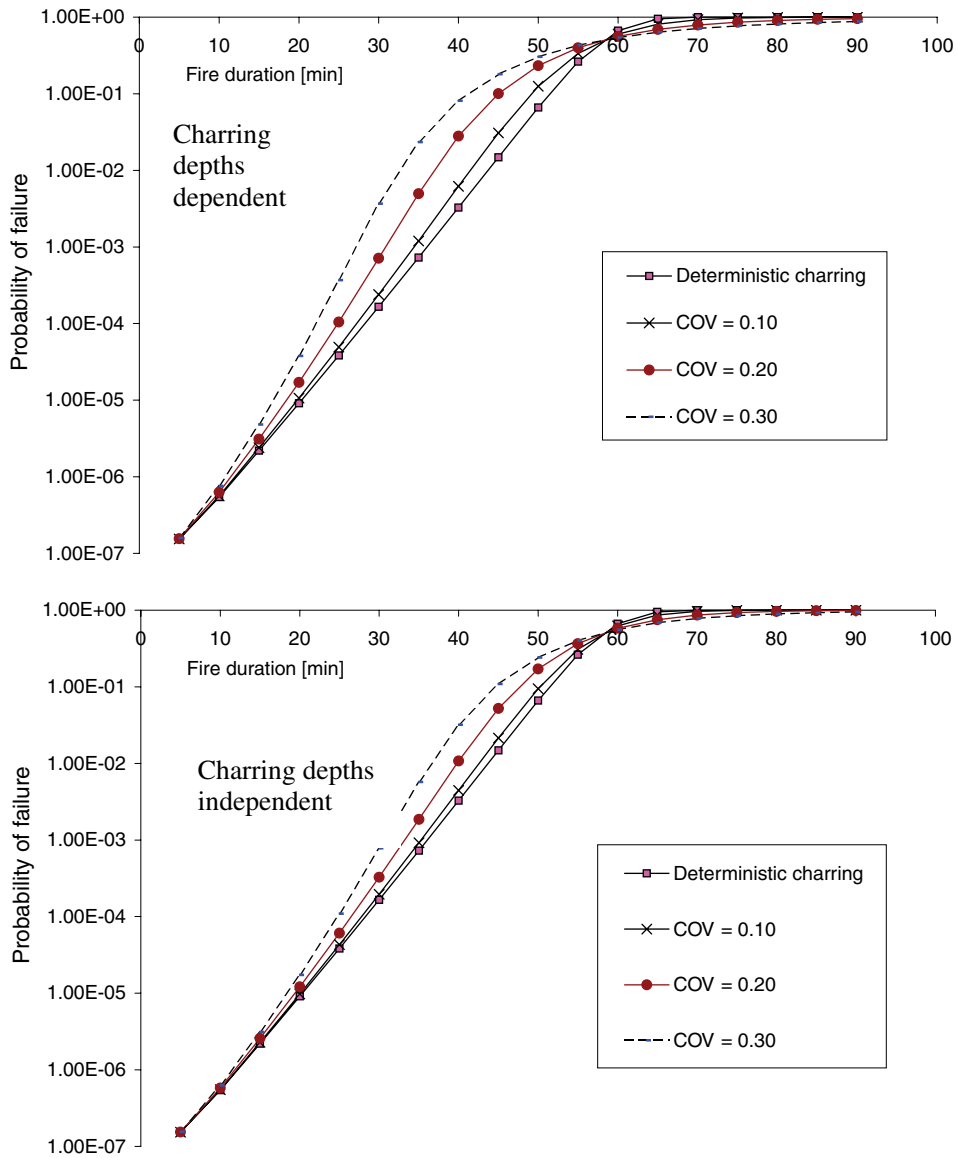 1.00E+00
0 10 20 30 40 50 60 70 80 90 100
Fire duration [min]
1.00E-01
Charring
depths
dependent
1.00E-02
1.00E-03
1.00E-04
1.00E-05
1.00E-06
1.00E-07
Probability of failure
Deterministic charring
COV = 0.10
COV = 0.20
COV = 0.30
1.00E+00
0 10 20 30 40 50 60 70 80 90 100
Fire duration [min]
1.00E-01
1.00E-02
Charring depths
independent
1.00E-03
1.00E-04
1.00E-05
1.00E-06
1.00E-07
Probability of failure
Deterministic charring
COV = 0.10
COV = 0.20
COV = 0.30